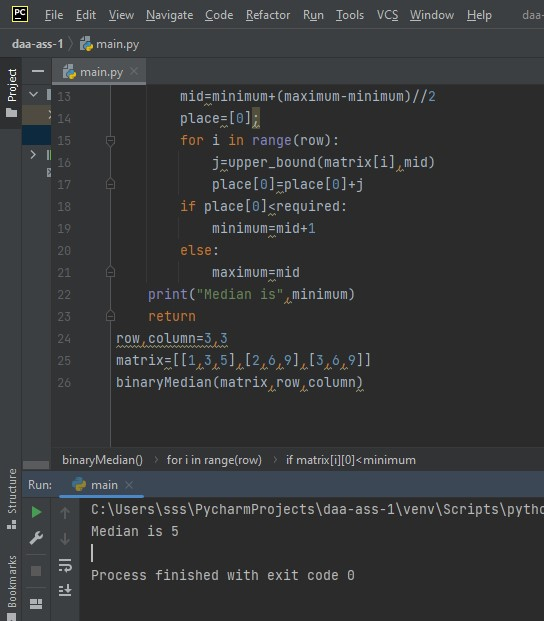 PC File Edit View Navigate Code Refactor Run Tools VCS Window Help daa-
daa-ass-1 main.py
Project
main.py
13 mid=minimum+(maximum-minimum)//2
14 place=[0];
15 for i in range(row):
16 j=upper_bound(matrix[i],mid)
17 place[0]=place[0]+j
18 if place[0]<required:
19 minimum=mid+1
20 else:
21 maximum=mid
22 print("Median is",minimum)
23 return
24 row,column=3,3
25 matrix=[[1,3,5],[2,6,9],[3,6,9]]
26 binaryMedian(matrix,row,column)
binaryMedian() for i in range(row) if matrix[i][0]<minimum
Structure
Bookmarks
Run: main
C:\Users\sss\PycharmProjects\daa-ass-1\venv\Scripts\pytho
Median is 5
Process finished with exit code 0